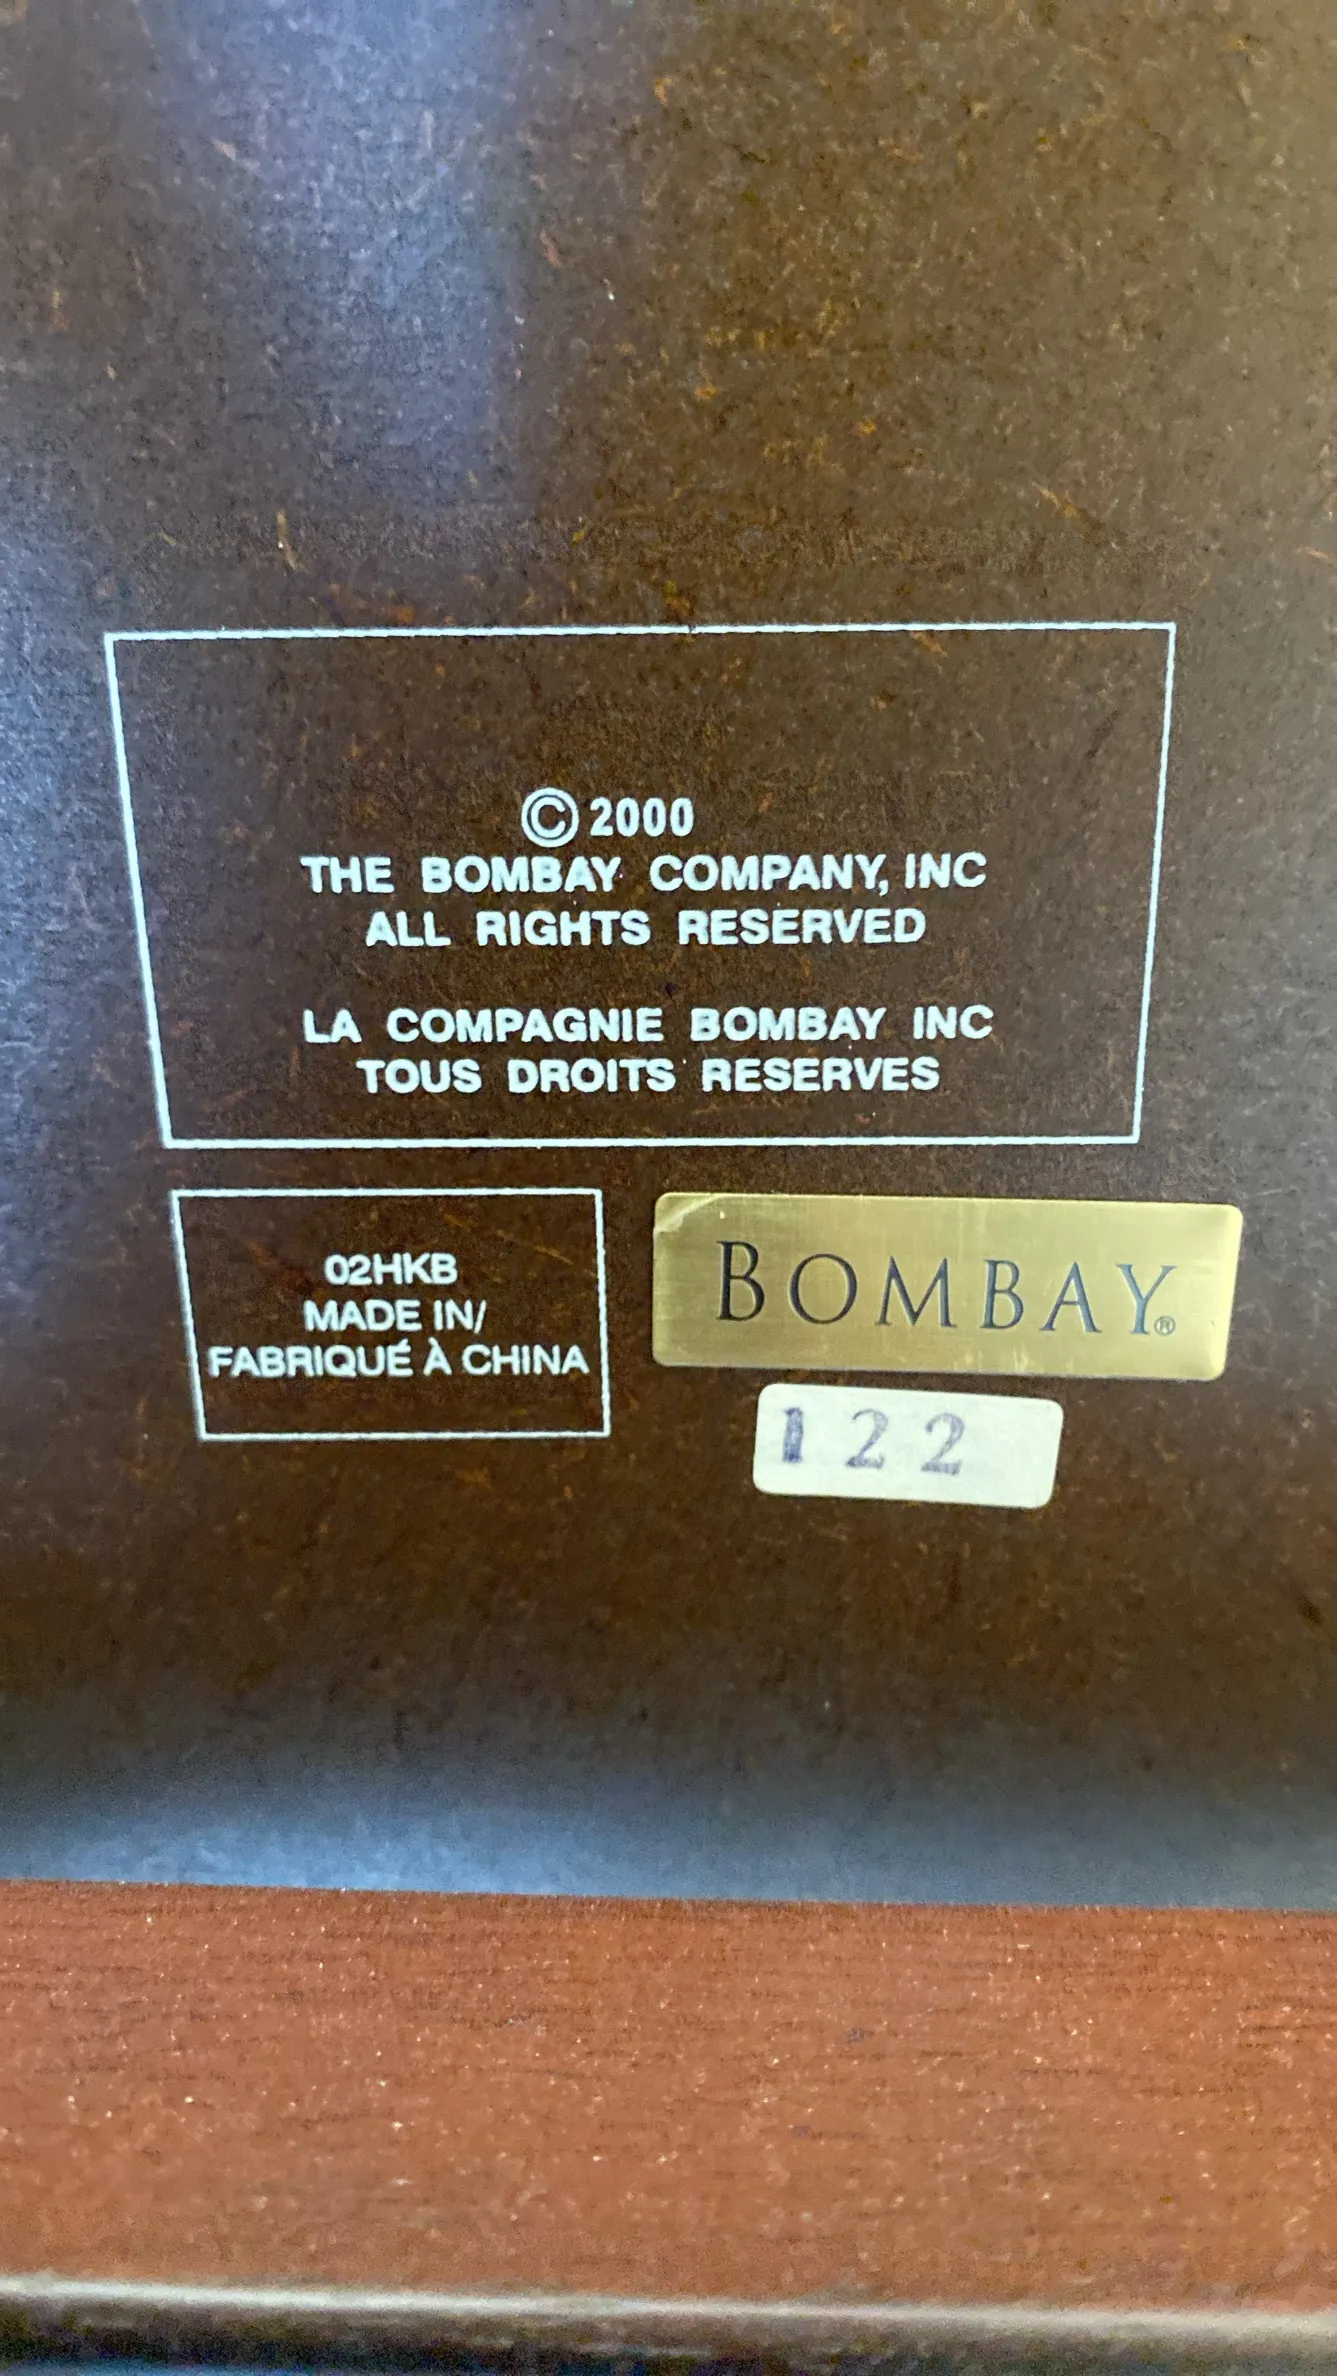 © 2000
THE BOMBAY COMPANY, INC
ALL RIGHTS RESERVED
LA COMPAGNIE BOMBAY INC
TOUS DROITS RESERVES
02HKB
MADE IN/
FABRIQUÉ À CHINA
BOMBAY®
122